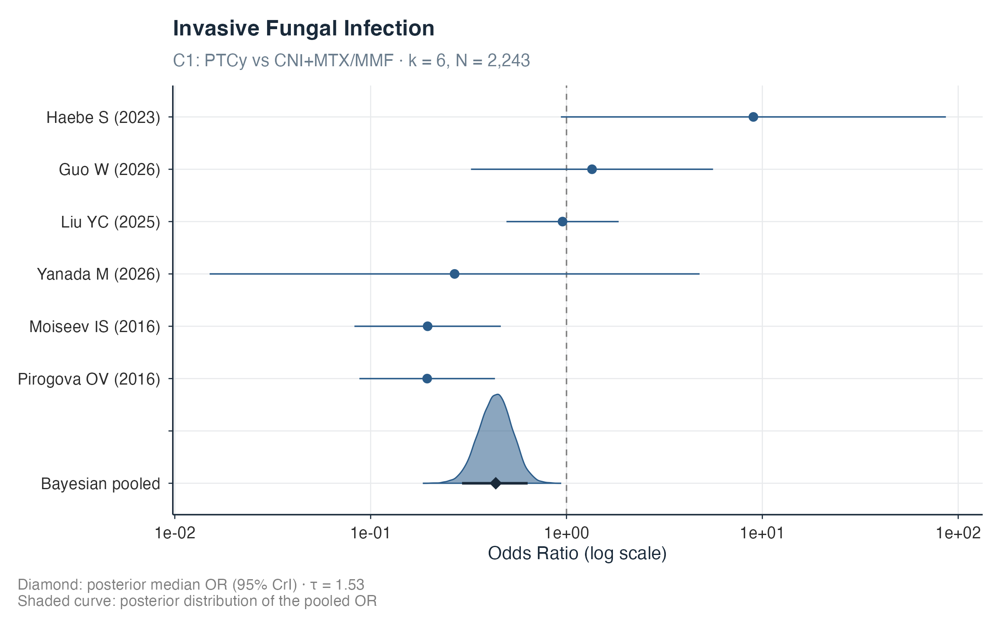 Invasive Fungal Infection
C1: PTCy vs CNI+MTX/MMF · k = 6, N = 2,243
Haebe S (2023)
Guo W (2026)
Liu YC (2025)
Yanada M (2026)
Moiseev IS (2016)
Pirogova OV (2016)
Bayesian pooled
1e-02 1e-01 1e+00 1e+01 1e+02
Odds Ratio (log scale)
Diamond: posterior median OR (95% CrI) · τ = 1.53
Shaded curve: posterior distribution of the pooled OR